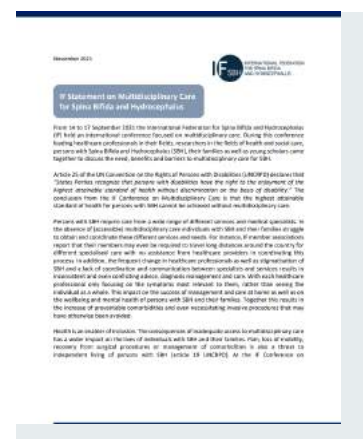 November 2021
IF
SBH
INTERNATIONAL FEDERATION
FOR SPINA BIFIDA
AND HYDROCEPHALUS
IF Statement on Multidisciplinary Care
for Spina Bifida and Hydrocephalus
From 14 to 17 September 2021 the International Federation for Spina Bifida and Hydrocephalus
(IF) held an international conference focused on multidisciplinary care. During this conference
leading healthcare professionals in their fields, researchers in the fields of health and social care,
persons with Spina Bifida and Hydrocephalus (SBH), their families as well as young scholars came
together to discuss the need, benefits and barriers to multidisciplinary care for SBH.
Article 25 of the UN Convention on the Rights of Persons with Disabilities (UNCRPD) declares that
"States Parties recognize that persons with disabilities have the right to the enjoyment of the
highest attainable standard of health without discrimination on the basis of disability." The
conclusion from the IF Conference on Multidisciplinary Care is that the highest attainable
standard of health for persons with SBH cannot be achieved without multidisciplinary care.
Persons with SBH require care from a wide range of different services and medical specialists. In
the absence of (accessible) multidisciplinary care individuals with SBH and their families struggle
to obtain and coordinate these different services and needs. For instance, IF member associations
report that their members may even be required to travel long distances around the country for
different specialised care with no assistance from healthcare providers in coordinating this
process. In addition, the frequent change in healthcare professionals as well as stigmatisation of
SBH and a lack of coordination and communication between specialists and services results in
inconsistent and even conflicting advice, diagnosis management and care. With each healthcare
professional only focusing on the symptoms most relevant to them, rather than seeing the
individual as a whole. This impact on the success of management and care at home as well as on
the wellbeing and mental health of persons with SBH and their families. Together this results in
the increase of preventable comorbidities and even necessitating invasive procedures that may
have otherwise been avoided.
Health is an enabler of inclusion. The consequences of inadequate access to multidisciplinary care
has a wider impact on the lives of individuals with SBH and their families. Pain, loss of mobility,
recovery from surgical procedures or management of comorbidities is also a threat to
independent living of persons with SBH (article 19 UNCRPD). At the IF Conference on